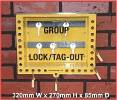 GROUP
LOCK/TAG-OUT
320mm W x 270mm H x 85mm D